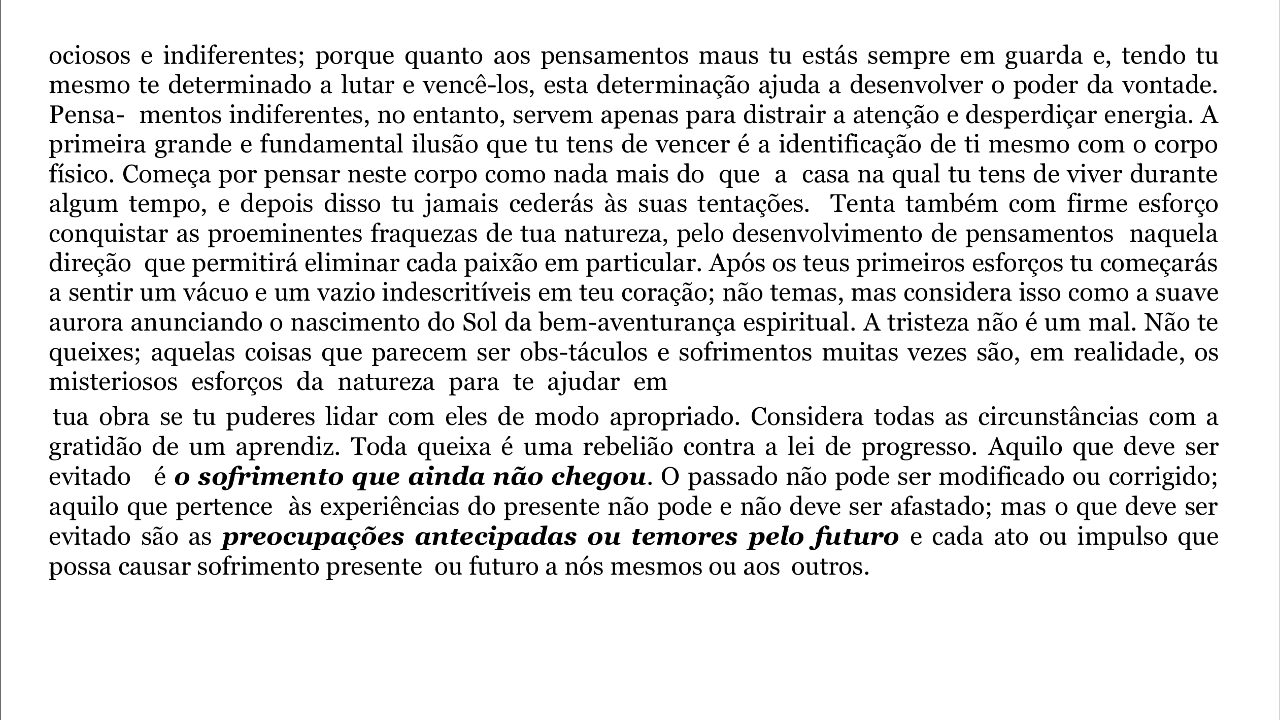 ociosos e indiferentes; porque quanto aos pensamentos maus tu estás sempre em guarda e, tendo tu
mesmo te determinado a lutar e vencê-los, esta determinação ajuda a desenvolver o poder da vontade.
Pensa- mentos indiferentes, no entanto, servem apenas para distrair a atenção e desperdiçar energia. A
primeira grande e fundamental ilusão que tu tens de vencer é a identificação de ti mesmo com o corpo
físico. Começa por pensar neste corpo como nada mais do que a casa na qual tu tens de viver durante
algum tempo, e depois disso tu jamais cederás às suas tentações. Tenta também com firme esforço
conquistar as proeminentes fraquezas de tua natureza, pelo desenvolvimento de pensamentos naquela
direção que permitirá eliminar cada paixão em particular. Após os teus primeiros esforços tu começarás
a sentir um vácuo e um vazio indescritíveis em teu coração; não temas, mas considera isso como a suave
aurora anunciando o nascimento do Sol da bem-aventurança espiritual. A tristeza não é um mal. Não te
queixes; aquelas coisas que parecem ser obs-táculos e sofrimentos muitas vezes são, em realidade, os
misteriosos esforços da natureza para te ajudar em
tua obra se tu puderes lidar com eles de modo apropriado. Considera todas as circunstâncias com a
gratidão de um aprendiz. Toda queixa é uma rebelião contra a lei de progresso. Aquilo que deve ser
evitado é o sofrimento que ainda não chegou. O passado não pode ser modificado ou corrigido;
aquilo que pertence às experiências do presente não pode e não deve ser afastado; mas o que deve ser
evitado são as preocupações antecipadas ou temores pelo futuro e cada ato ou impulso que
possa causar sofrimento presente ou futuro a nós mesmos ou aos outros.